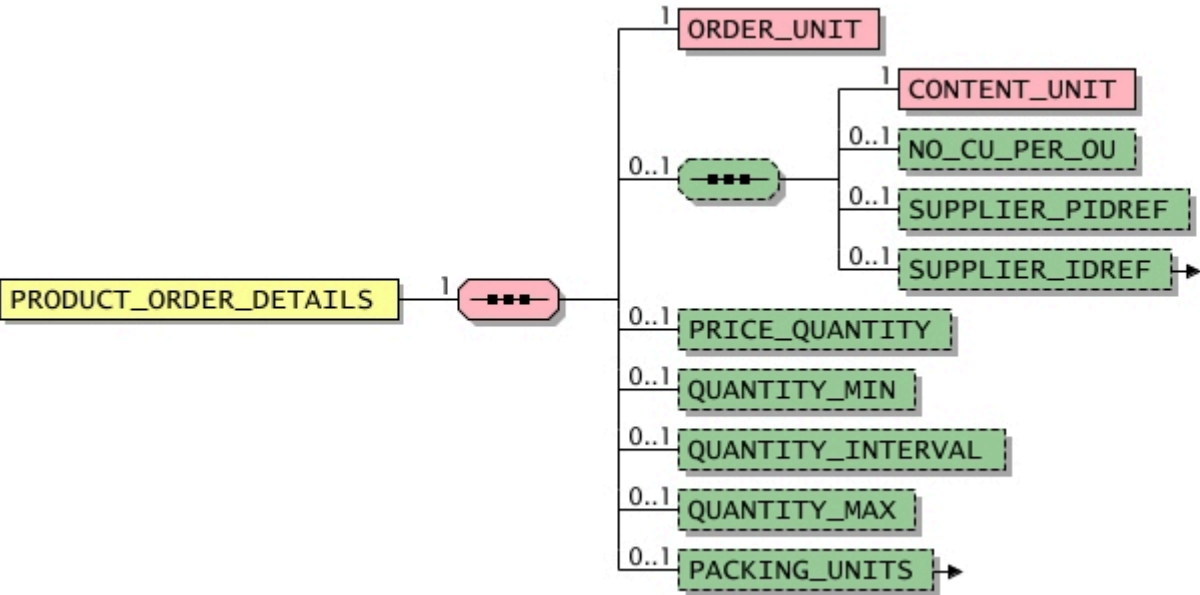 1
ORDER_UNIT
1
CONTENT_UNIT
0..1
NO_CU_PER_OU
0..1
0..1
SUPPLIER_PIDREF
0..1
SUPPLIER_IDREF
PRODUCT_ORDER_DETAILS
1
0..1
PRICE_QUANTITY
0..1
QUANTITY_MIN
0..1
QUANTITY_INTERVAL
0..1
QUANTITY_MAX
0..1
PACKING_UNITS